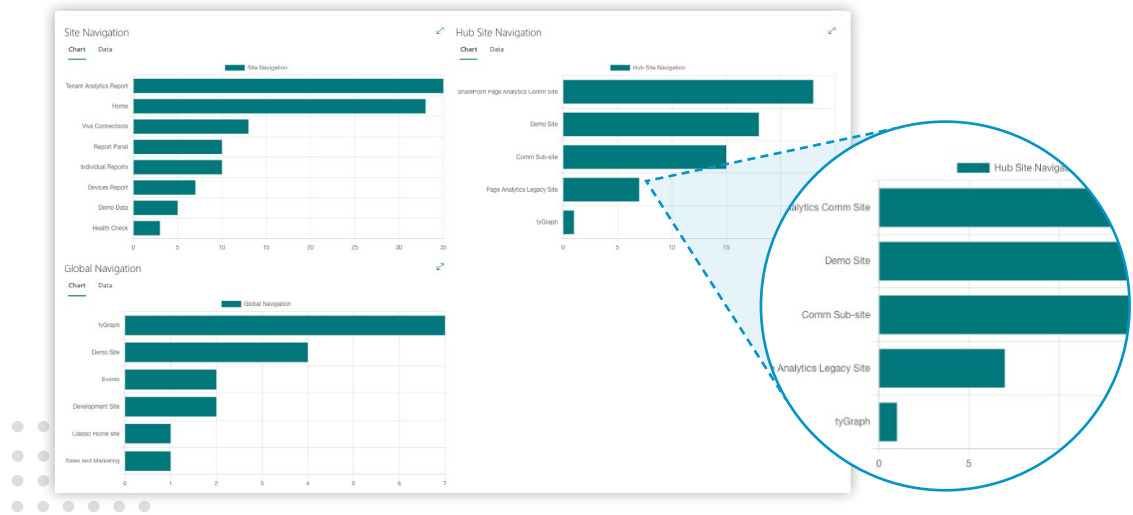 Site Navigation
Chart Data
Site Navigation
Tenant Analytics Report
Home
Viva Connections
Report Panel
Individual Reports
Devices Report
Demo Data
Health Check
0 5 10 15 20 25 30 35
Hub Site Navigation
Chart Data
Hub Site Navigation
SharePoint Page Analytics Comm Site
Demo Site
Comm Sub-site
Page Analytics Legacy Site
tyGraph
0 5 10 15
Global Navigation
Chart Data
Global Navigation
tyGraph
Demo Site
Events
Development Site
Classic Home site
Sales and Marketing
0 1 2 3 4 5 6 7
Hub Site Navigat
alytics Comm Site
Demo Site
Comm Sub-site
Analytics Legacy Site
tyGraph
0 5